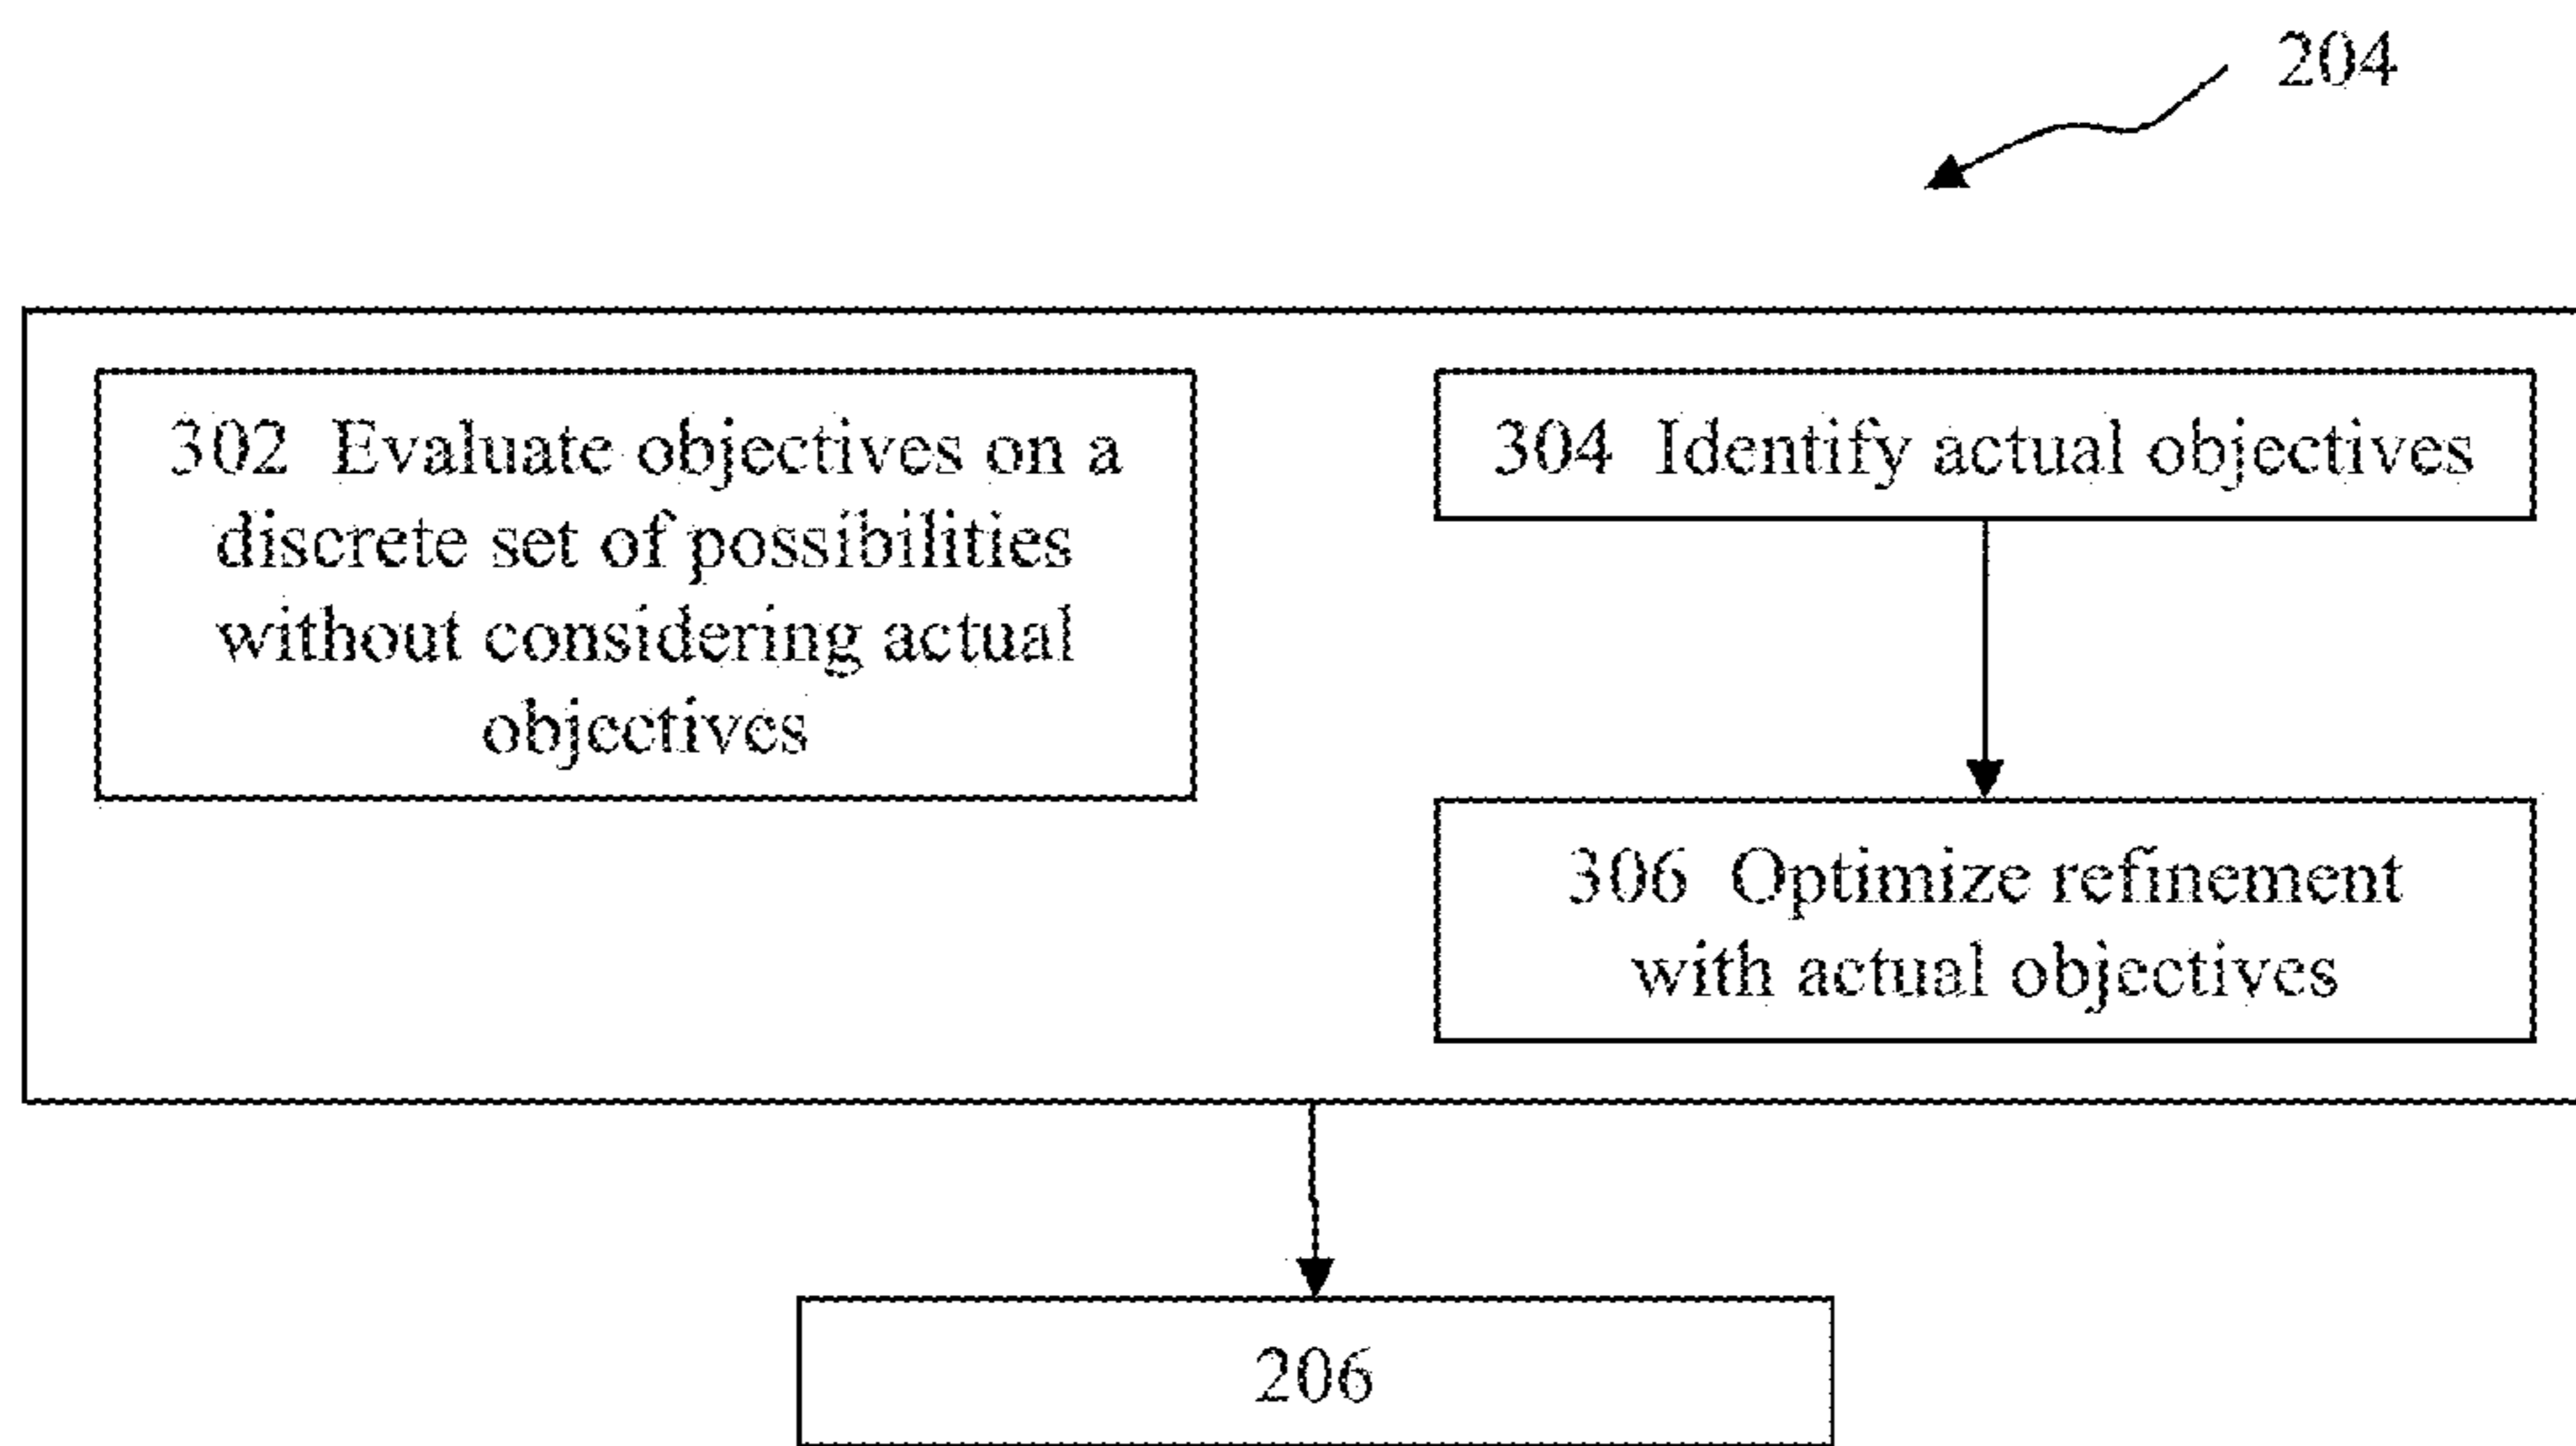 204
302 Evaluate objectives on a
discrete set of possibilities
without considering actual
objectives
304 Identify actual objectives
306 Optimize refinement
with actual objectives
206